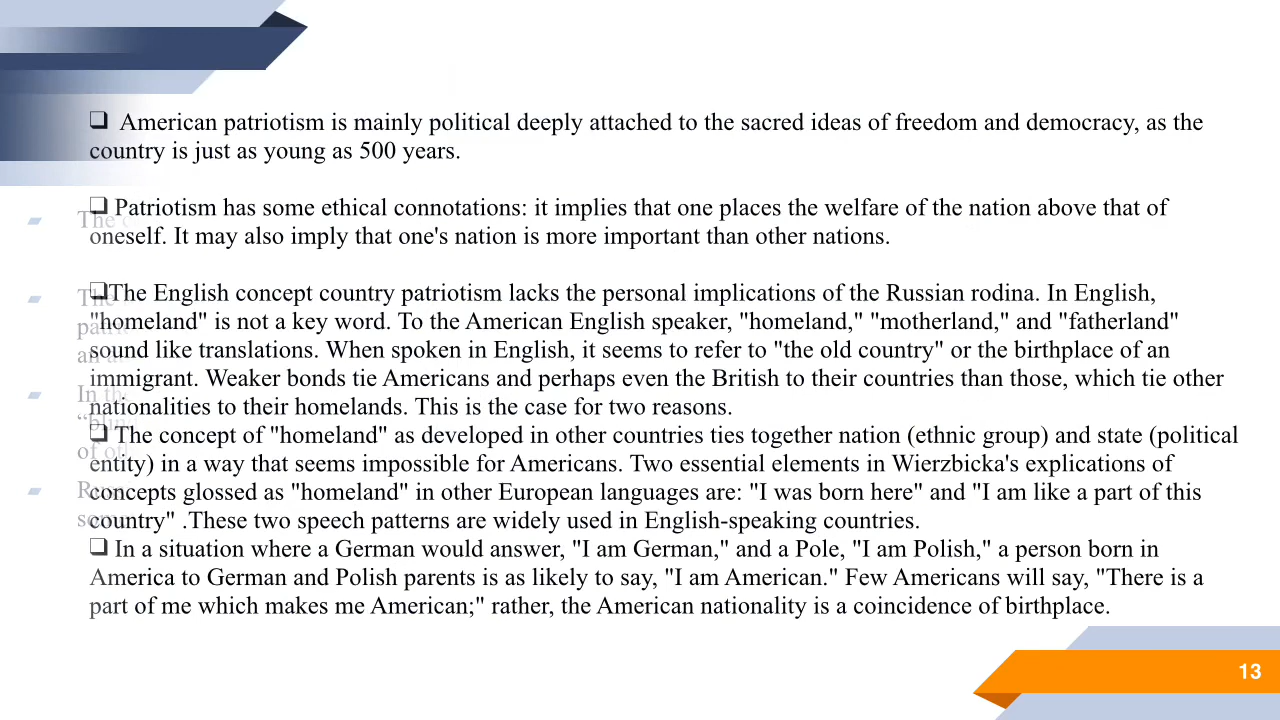 ❑ American patriotism is mainly political deeply attached to the sacred ideas of freedom and democracy, as the
country is just as young as 500 years.
❑ Patriotism has some ethical connotations: it implies that one places the welfare of the nation above that of
oneself. It may also imply that one's nation is more important than other nations.
❑The English concept country patriotism lacks the personal implications of the Russian rodina. In English,
"homeland" is not a key word. To the American English speaker, "homeland," "motherland," and "fatherland"
sound like translations. When spoken in English, it seems to refer to "the old country" or the birthplace of an
immigrant. Weaker bonds tie Americans and perhaps even the British to their countries than those, which tie other
nationalities to their homelands. This is the case for two reasons.
❑ The concept of "homeland" as developed in other countries ties together nation (ethnic group) and state (political
entity) in a way that seems impossible for Americans. Two essential elements in Wierzbicka's explications of
concepts glossed as "homeland" in other European languages are: "I was born here" and "I am like a part of this
country" .These two speech patterns are widely used in English-speaking countries.
❑ In a situation where a German would answer, "I am German," and a Pole, "I am Polish," a person born in
America to German and Polish parents is as likely to say, "I am American." Few Americans will say, "There is a
part of me which makes me American;" rather, the American nationality is a coincidence of birthplace.
The
In
13